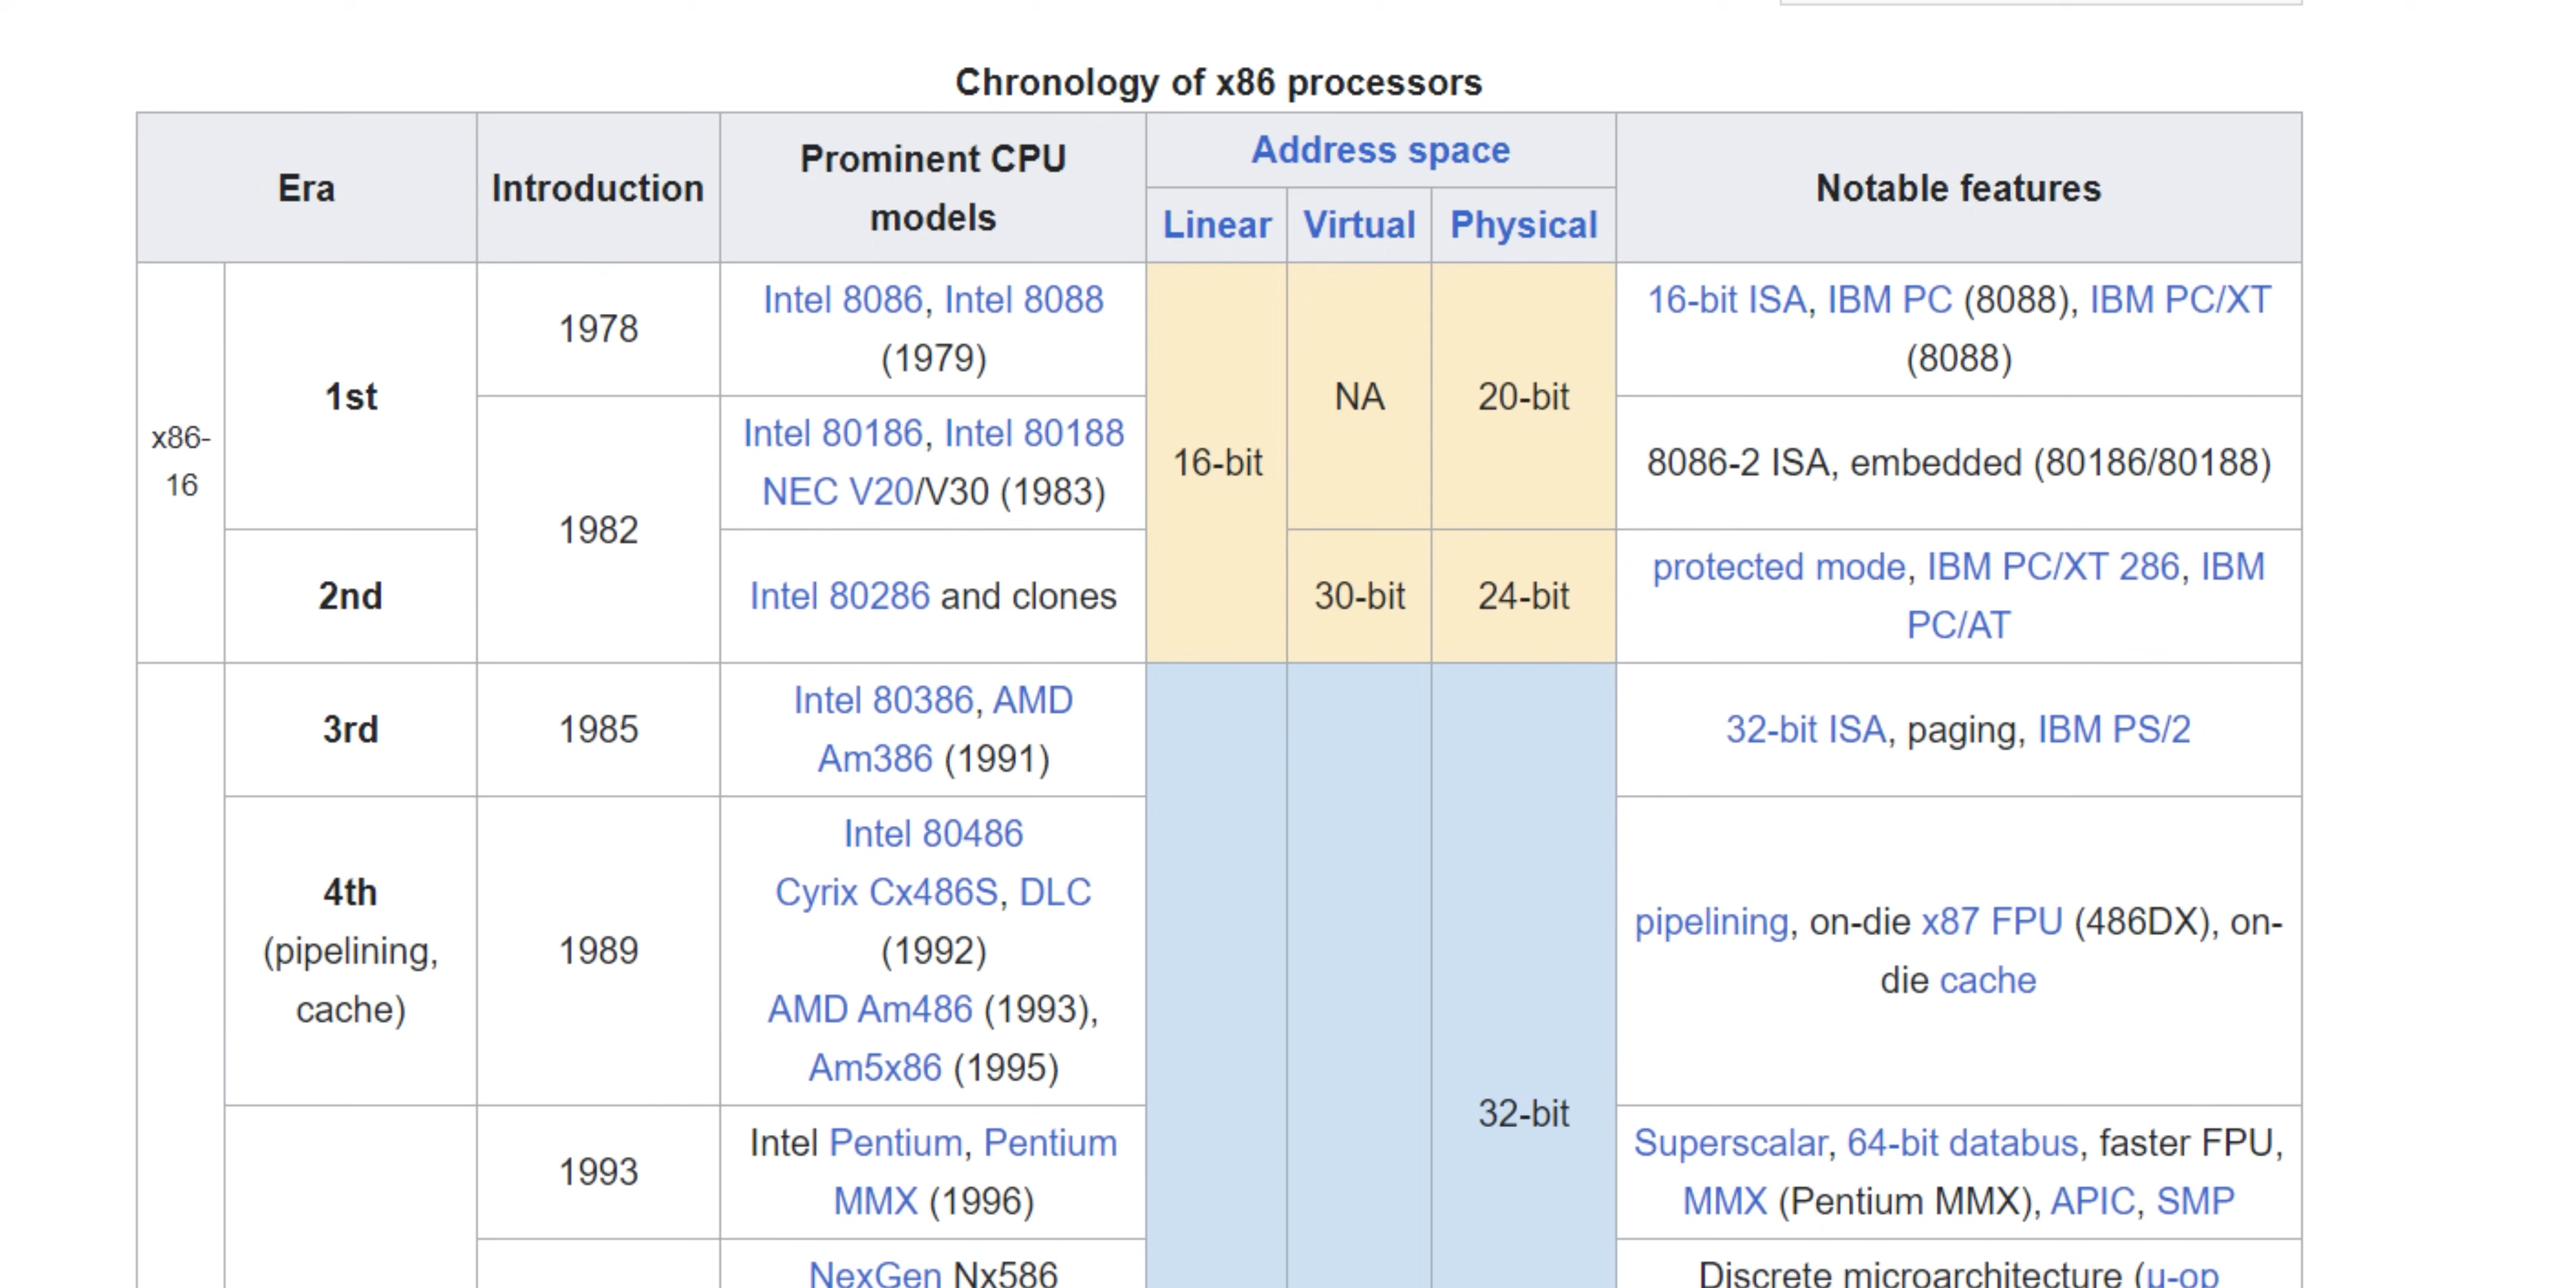 Chronology of x86 processors
Era
Introduction
Prominent CPU
models
Address space
Linear
Virtual
Physical
Notable features
x86-
16
1st
1978
Intel 8086, Intel 8088
(1979)
16-bit
NA
20-bit
16-bit ISA, IBM PC (8088), IBM PC/XT
(8088)
1982
Intel 80186, Intel 80188
NEC V20/V30 (1983)
8086-2 ISA, embedded (80186/80188)
2nd
Intel 80286 and clones
30-bit
24-bit
protected mode, IBM PC/XT 286, IBM
PC/AT
3rd
1985
Intel 80386, AMD
Am386 (1991)
32-bit ISA, paging, IBM PS/2
4th
(pipelining,
cache)
1989
Intel 80486
Cyrix Cx486S, DLC
(1992)
AMD Am486 (1993),
Am5x86 (1995)
pipelining, on-die x87 FPU (486DX), on-
die cache
32-bit
1993
Intel Pentium, Pentium
MMX (1996)
Superscalar, 64-bit databus, faster FPU,
MMX (Pentium MMX), APIC, SMP
NexGen Nx586
Discrete microarchitecture (μ-op